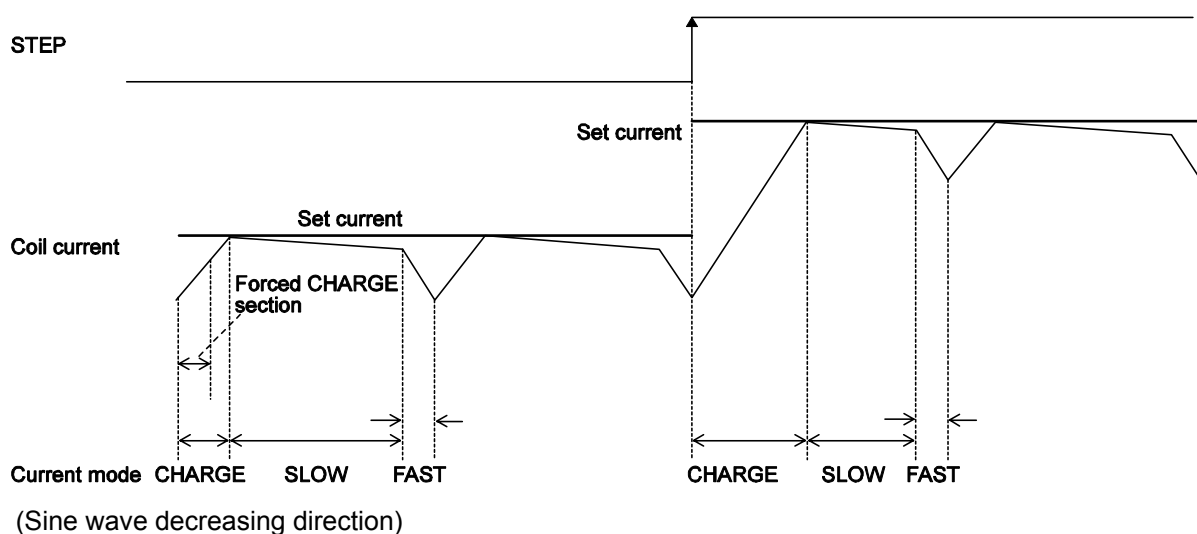 STEP
Set current
Set current
Coil current
Forced CHARGE
section
Current mode CHARGE SLOW FAST CHARGE SLOW FAST
(Sine wave decreasing direction)